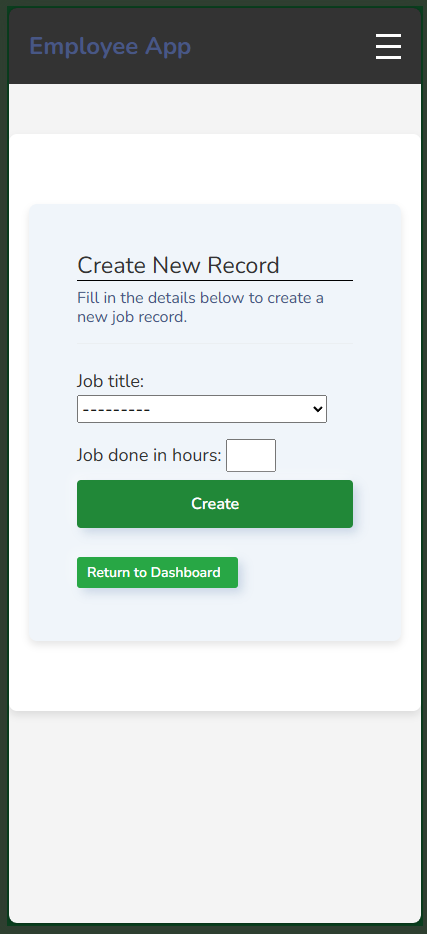 Employee App
Create New Record
Fill in the details below to create a
new job record.
Job title:
---------
Job done in hours:
Create
Return to Dashboard